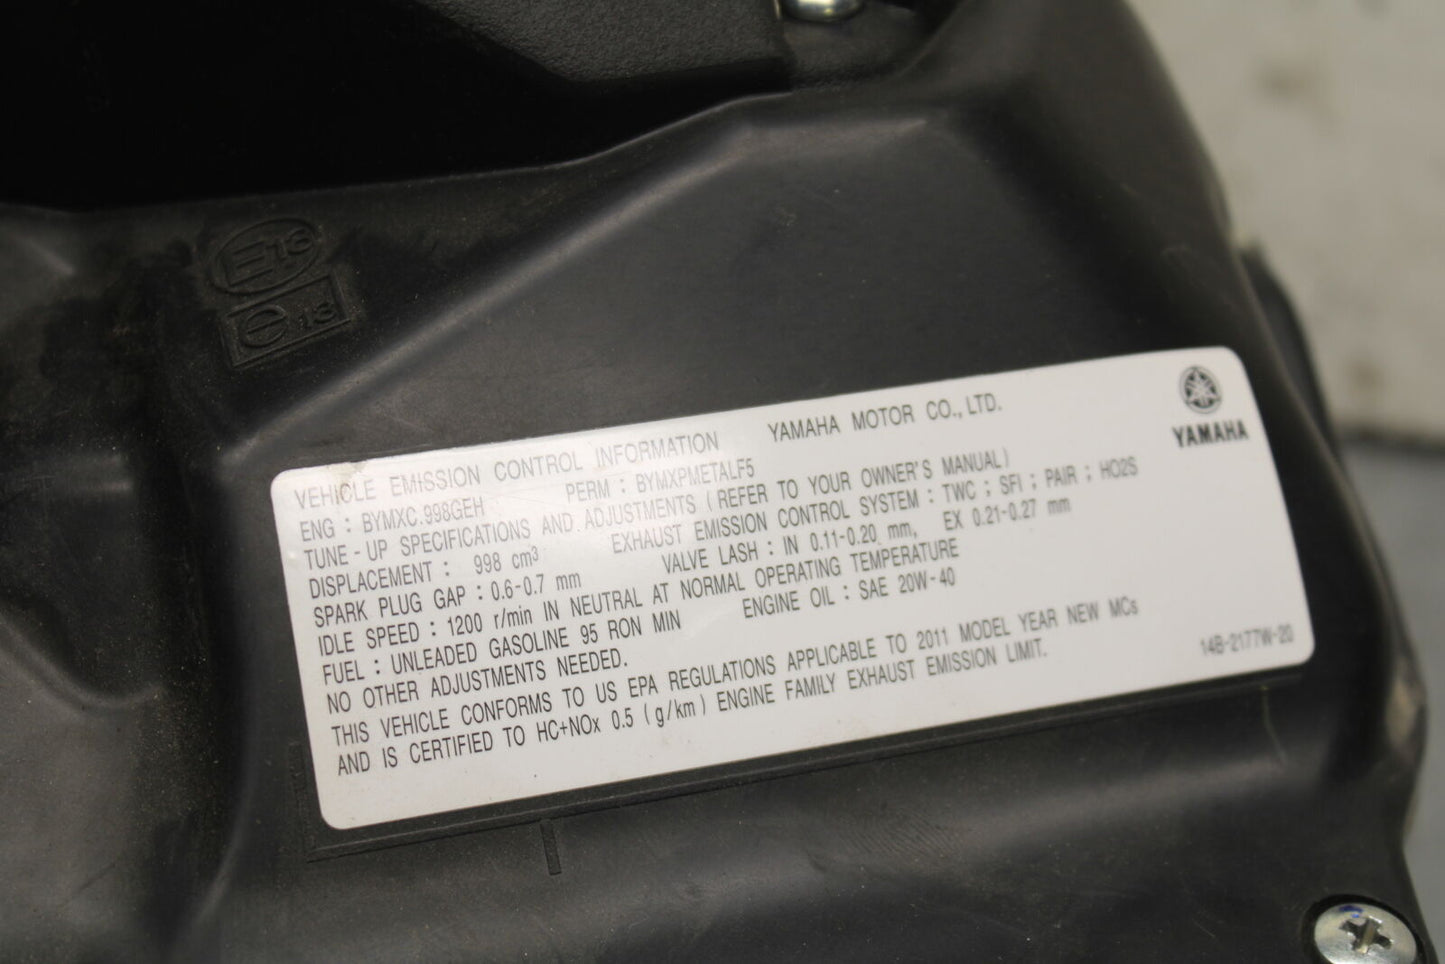 E13
e 13
VEHICLE EMISSION CONTROL INFORMATION YAMAHA MOTOR CO., LTD.
YAMAHA
ENG : BYMXC.998GEH PERM : BYMXPMETALF5
TUNE-UP SPECIFICATIONS AND ADJUSTMENTS (REFER TO YOUR OWNER'S MANUAL)
DISPLACEMENT : 998 cm³ EXHAUST EMISSION CONTROL SYSTEM : TWC ; SFI ; PAIR ; HO2S
SPARK PLUG GAP : 0.6-0.7 mm VALVE LASH : IN 0.11-0.20 mm, EX 0.21-0.27 mm
IDLE SPEED : 1200 r/min IN NEUTRAL AT NORMAL OPERATING TEMPERATURE
FUEL : UNLEADED GASOLINE 95 RON MIN ENGINE OIL : SAE 20W-40
NO OTHER ADJUSTMENTS NEEDED.
THIS VEHICLE CONFORMS TO US EPA REGULATIONS APPLICABLE TO 2011 MODEL YEAR NEW MCs
AND IS CERTIFIED TO HC+NOx 0.5 (g/km) ENGINE FAMILY EXHAUST EMISSION LIMIT.
14B-2177W-20